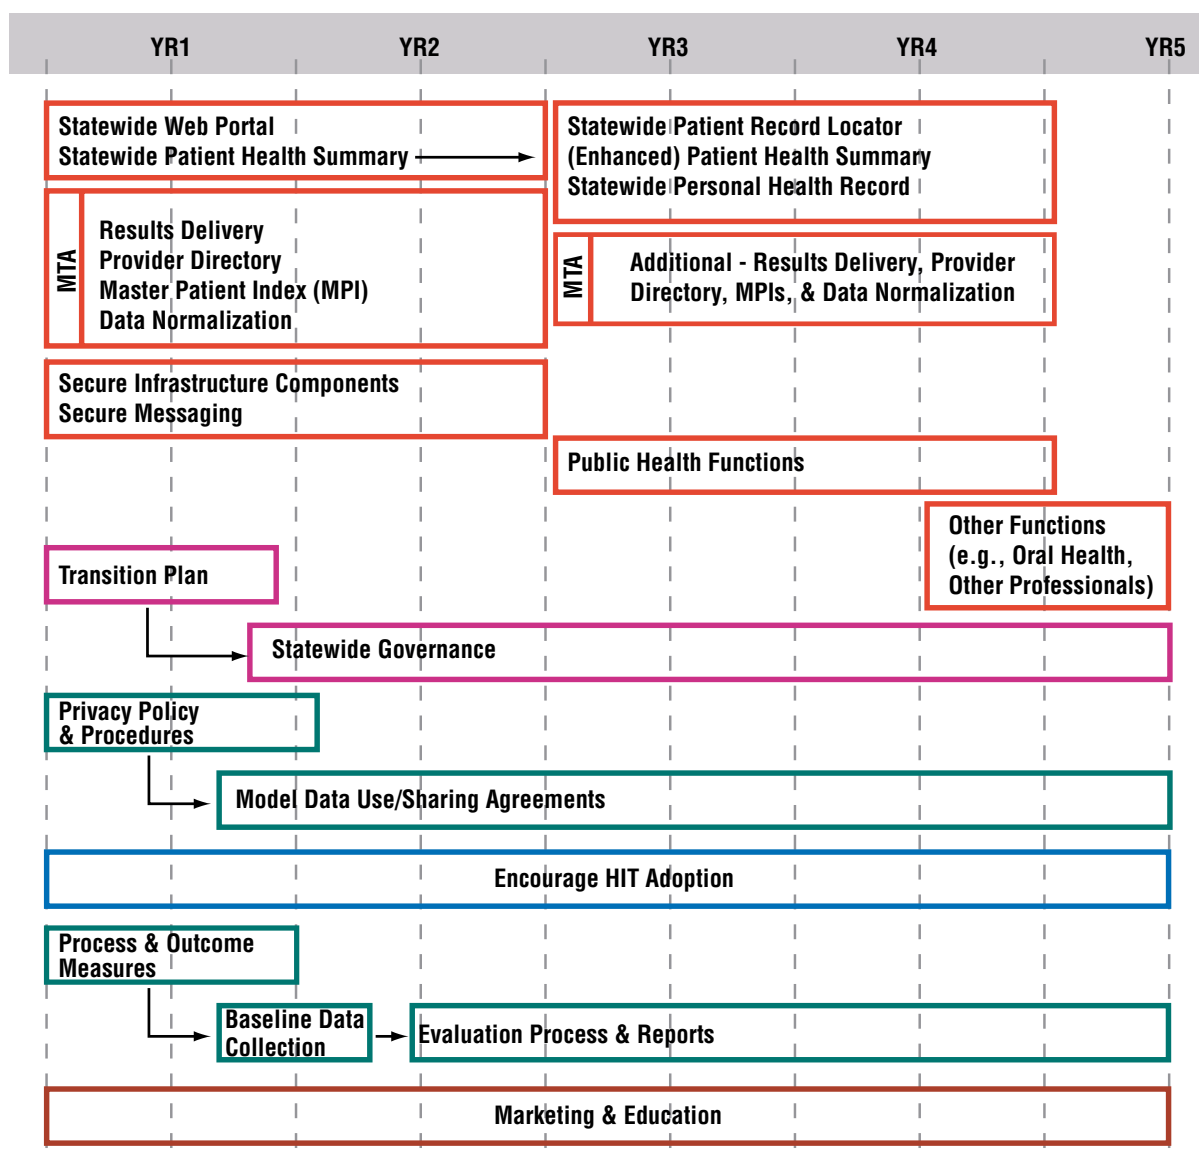 YR1 YR2 YR3 YR4 YR5
Statewide Web Portal
Statewide Patient Health Summary
Statewide Patient Record Locator
(Enhanced) Patient Health Summary
Statewide Personal Health Record
MTA
Results Delivery
Provider Directory
Master Patient Index (MPI)
Data Normalization
MTA
Additional - Results Delivery, Provider
Directory, MPIs, & Data Normalization
Secure Infrastructure Components
Secure Messaging
Public Health Functions
Other Functions
(e.g., Oral Health,
Other Professionals)
Transition Plan
Statewide Governance
Privacy Policy
& Procedures
Model Data Use/Sharing Agreements
Encourage HIT Adoption
Process & Outcome
Measures
Baseline Data
Collection
Evaluation Process & Reports
Marketing & Education